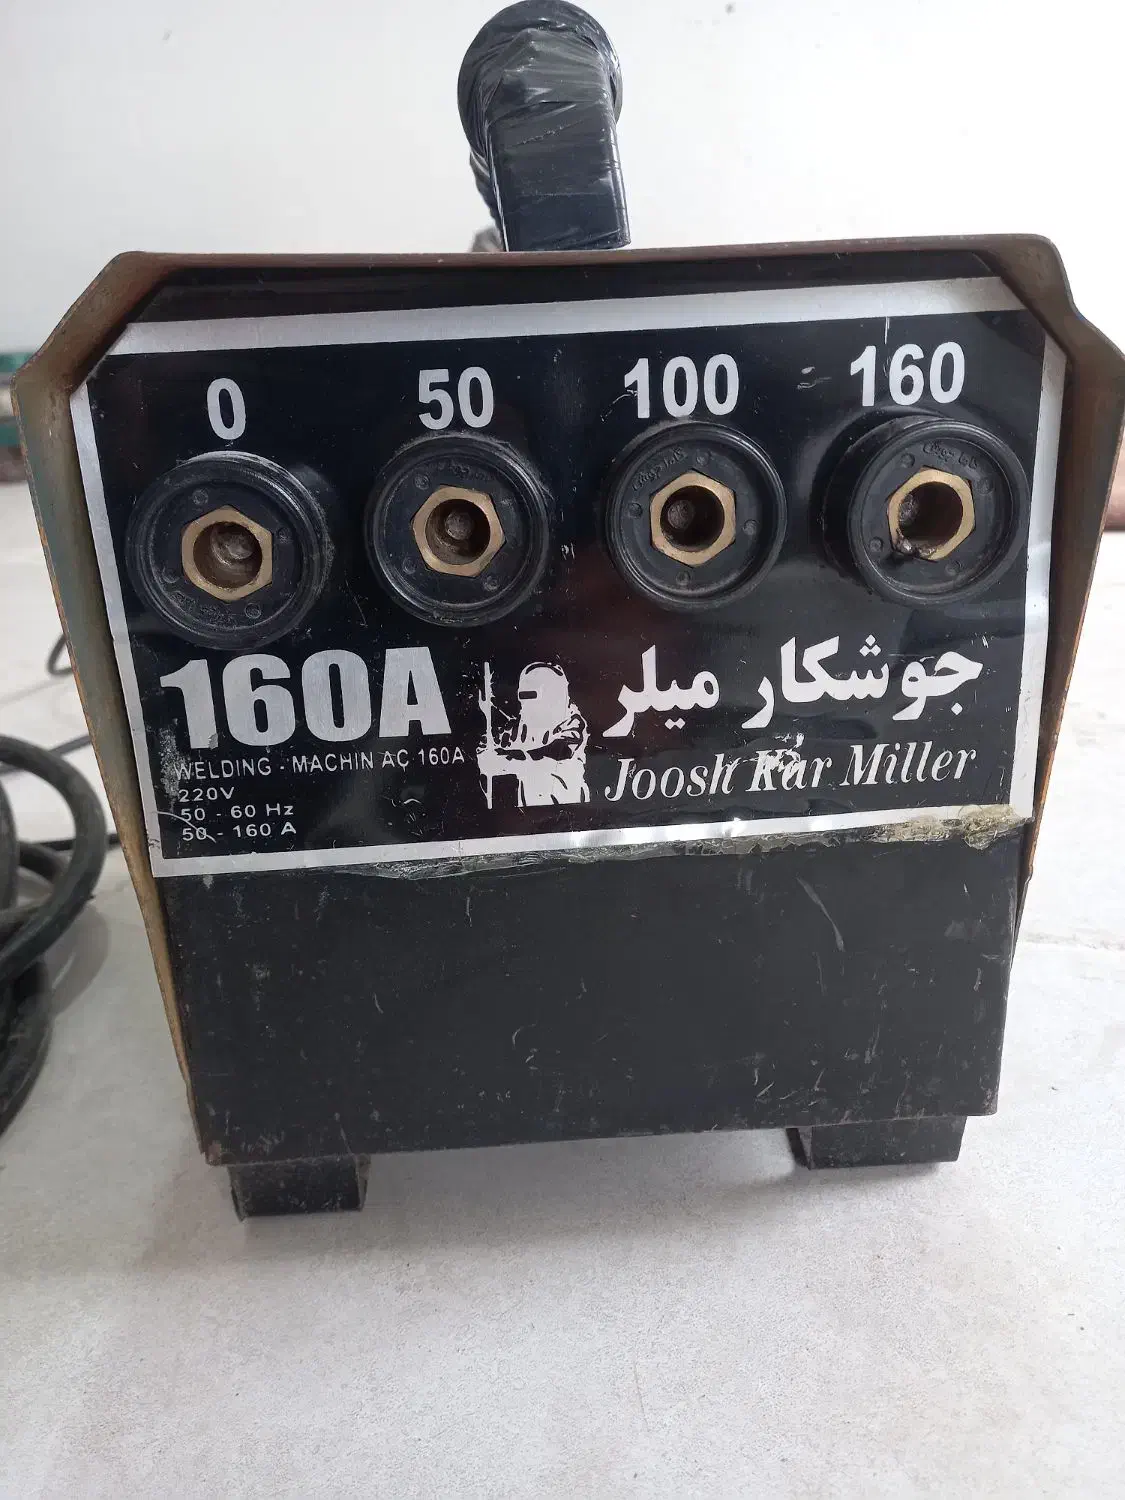 0 50 100 160
160A
WELDING - MACHIN AC 160A
220V
50 - 60 Hz
50 - 160 A
جوشکار میلر
Joosh Kar Miller